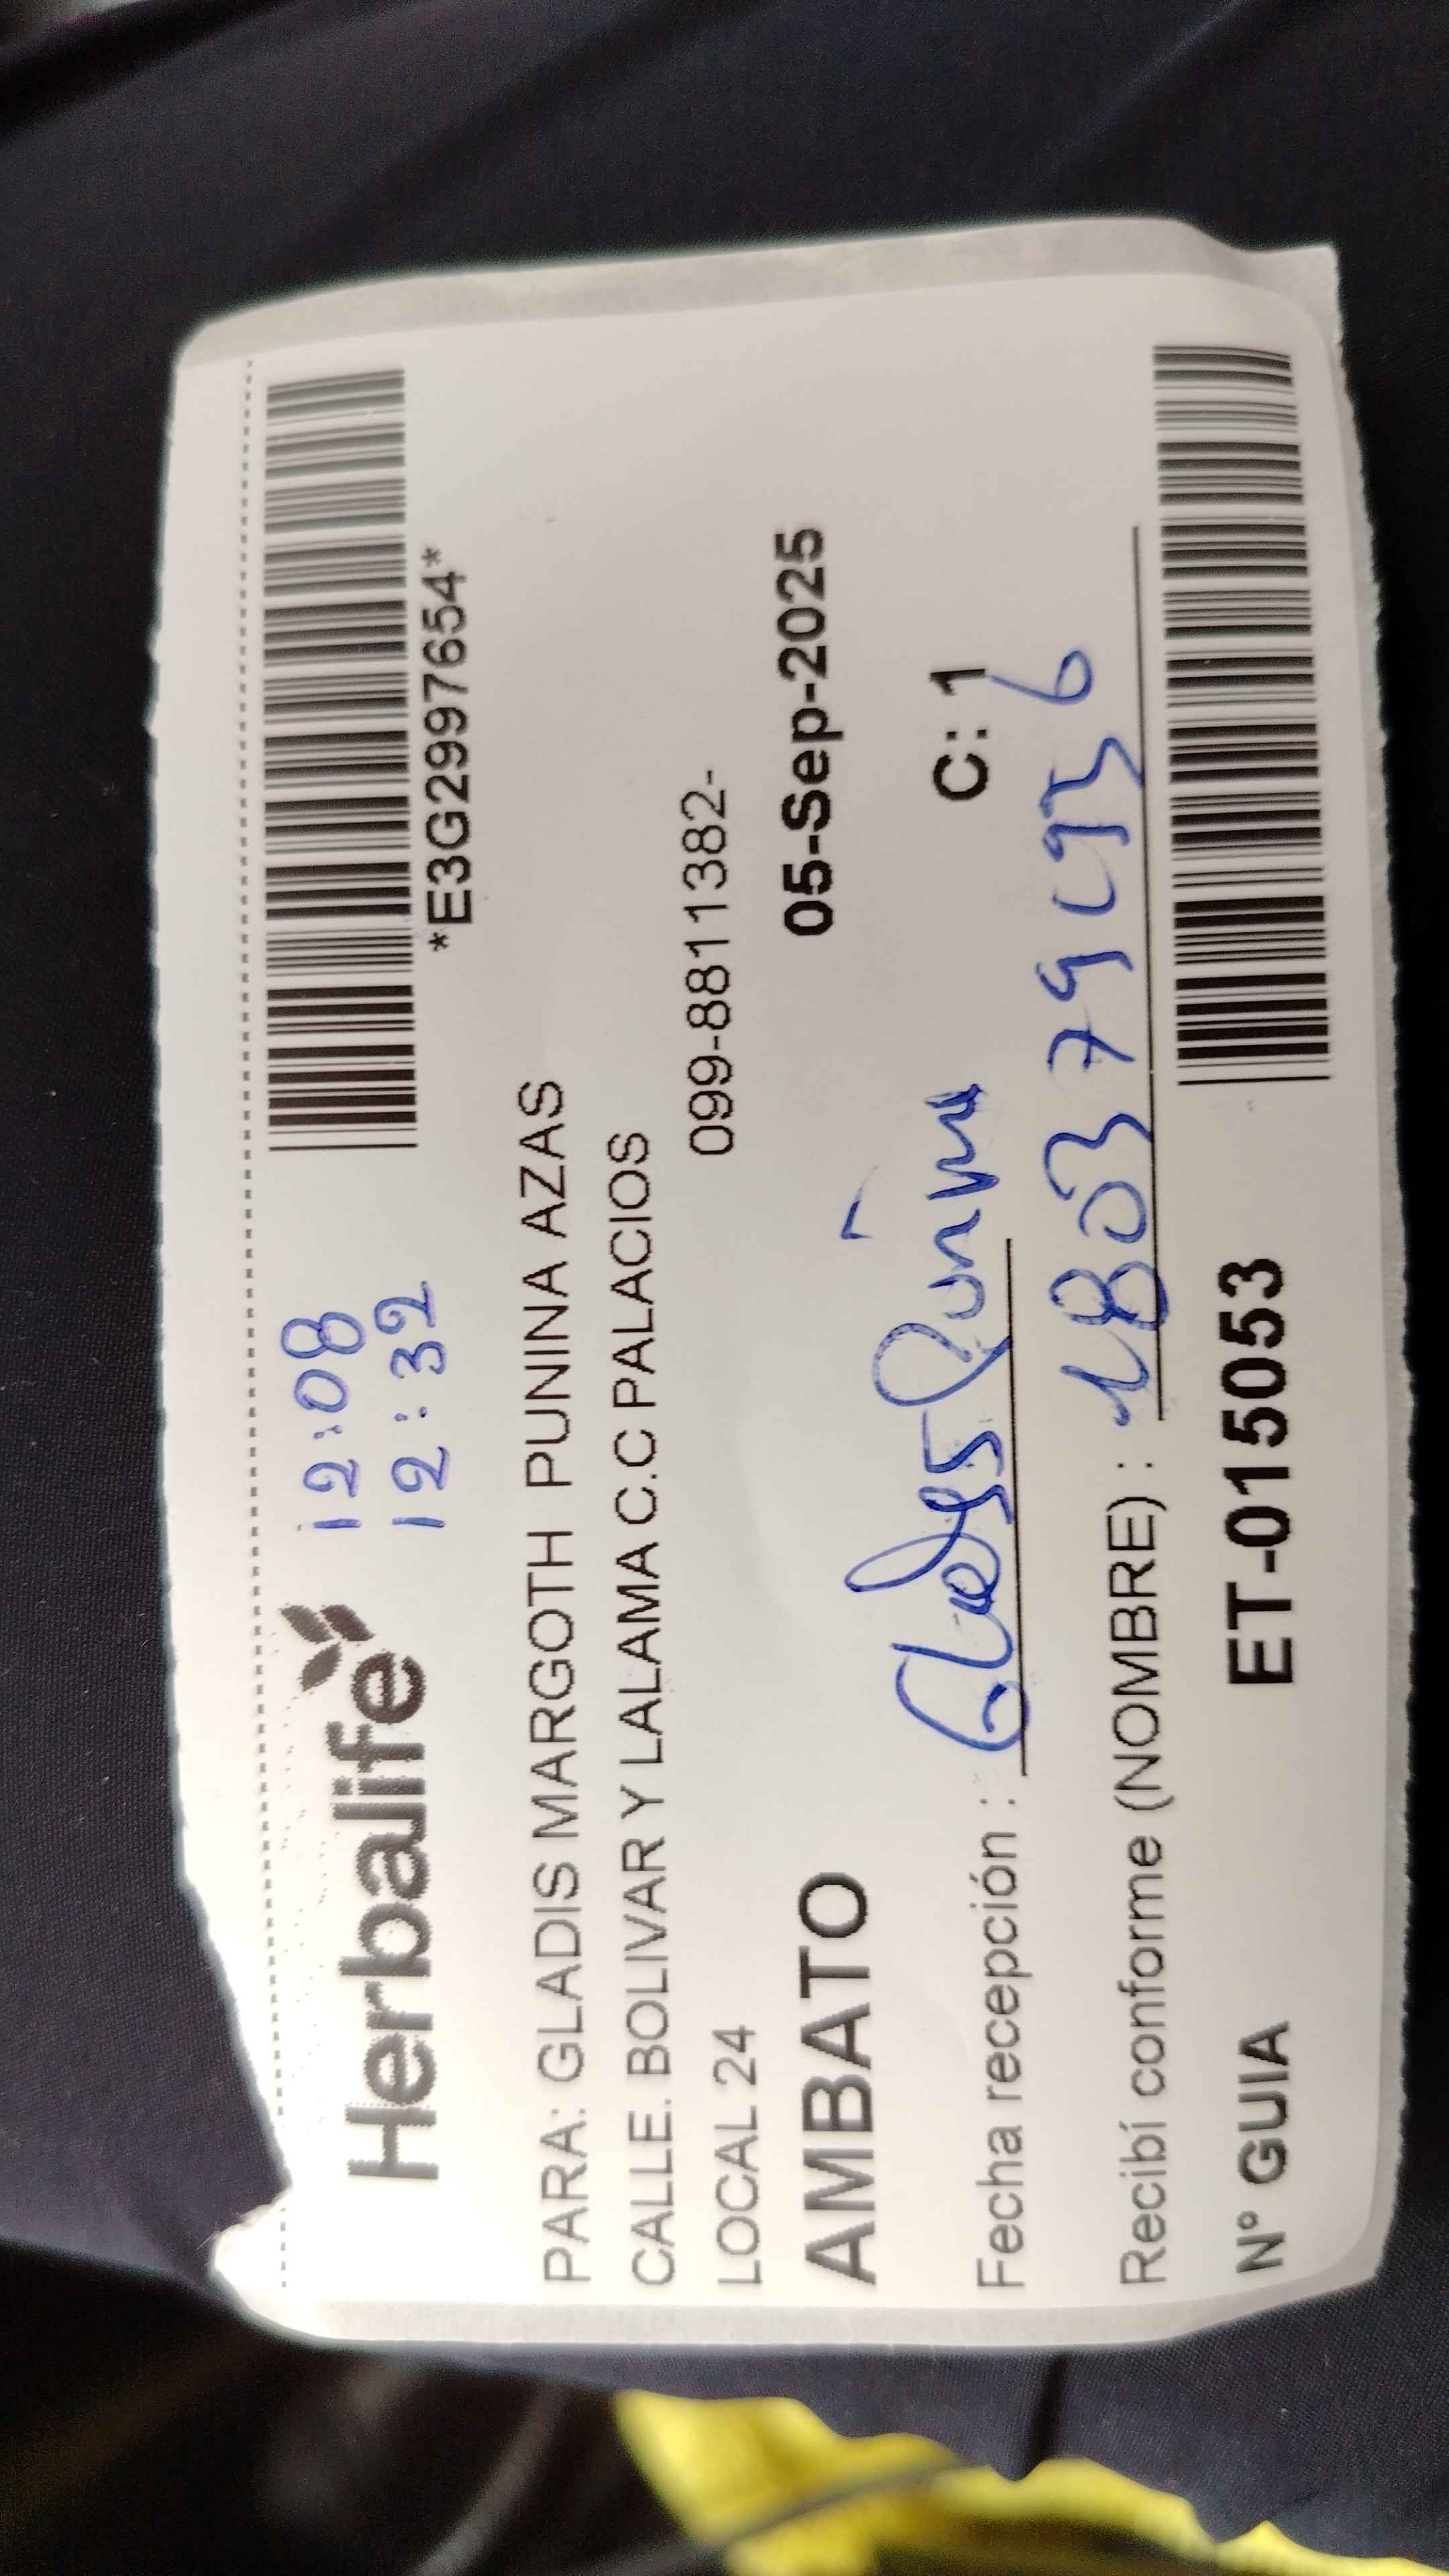 Herbalife 12:08
12:32
*E3G2997654*
PARA: GLADIS MARGOTH PUNINA AZAS
CALLE. BOLIVAR Y LALAMA C.C PALACIOS
LOCAL 24 099-8811382-
AMBATO 05-Sep-2025
Fecha recepción : C: 1
Recibí conforme (NOMBRE) :
N° GUIA ET-015053